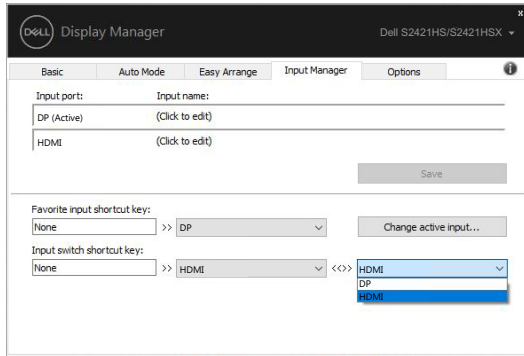 x
DELL Display Manager Dell S2421HS/S2421HSX
Basic Auto Mode Easy Arrange Input Manager Options i
Input port: Input name:
DP (Active) (Click to edit)
HDMI (Click to edit)
Save
Favorite input shortcut key:
None >> DP Change active input...
Input switch shortcut key:
None >> HDMI <<>> HDMI
DP
HDMI